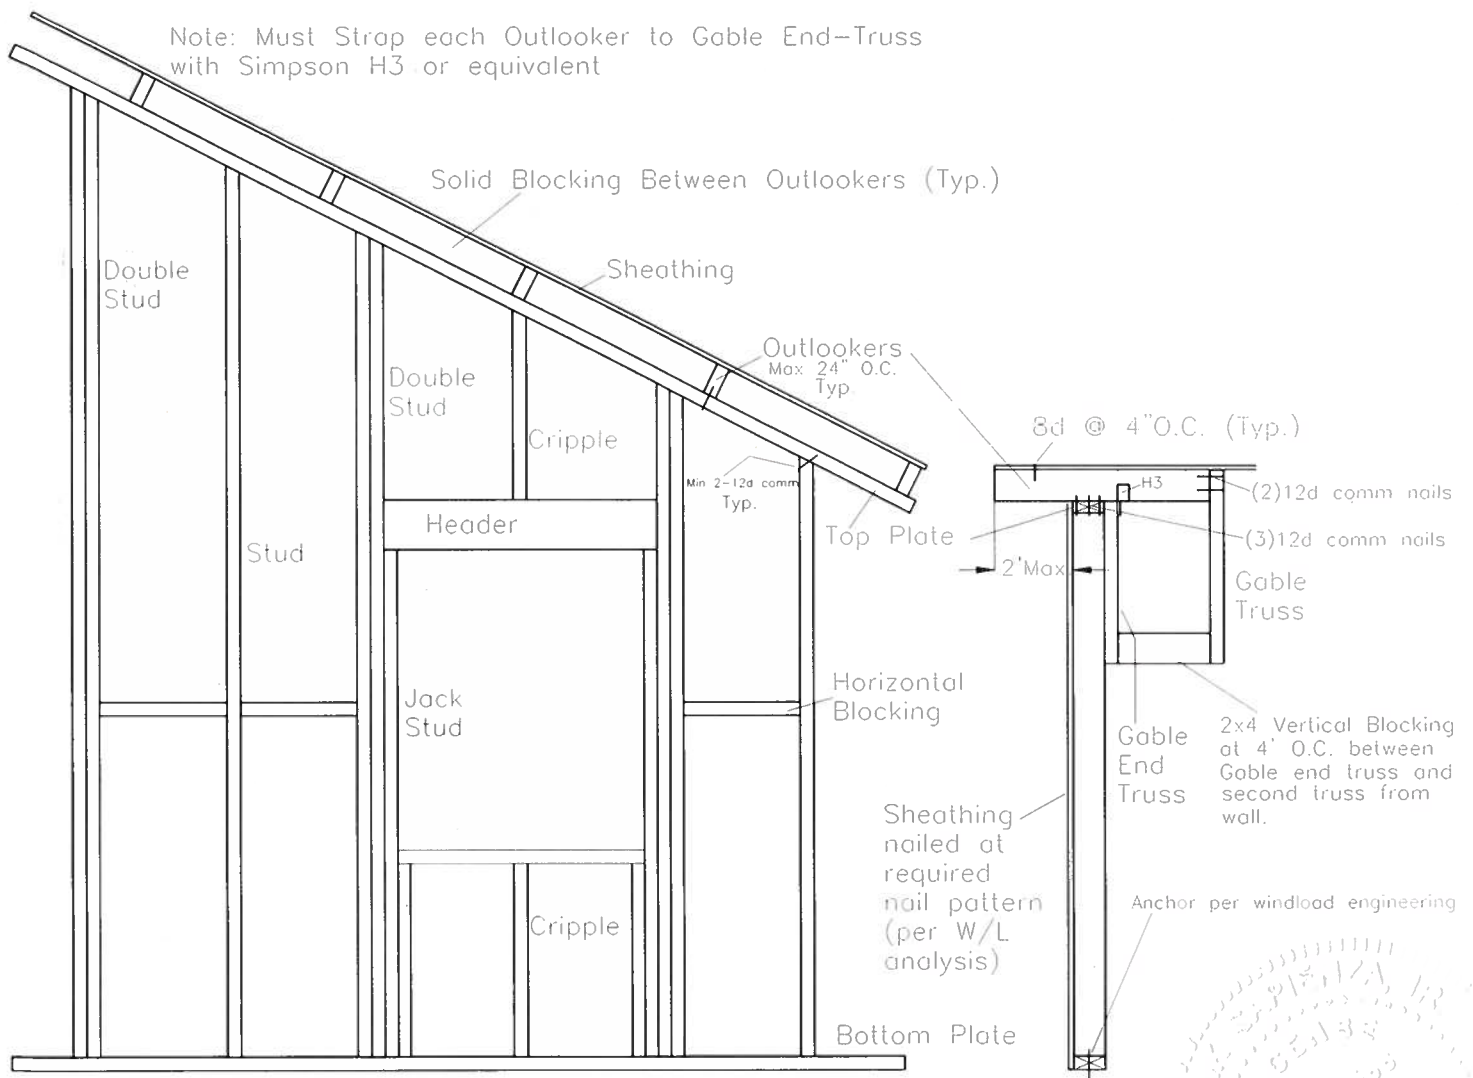 Note: Must Strap each Outlooker to Gable End-Truss
with Simpson H3 or equivalent
Solid Blocking Between Outlookers (Typ.)
Double
Stud
Sheathing
Outlookers
Max 24" O.C.
Typ
Double
Stud
Cripple
8d @ 4"O.C. (Typ.)
Min 2-12d comm
Typ.
H3
(2)12d comm nails
Header
Top Plate
(3)12d comm nails
Stud
2'Max
Gable
Truss
Jack
Stud
Horizontal
Blocking
Gable
End
Truss
2x4 Vertical Blocking
at 4' O.C. between
Gable end truss and
second truss from
wall.
Sheathing
nailed at
required
nail pattern
(per W/L
analysis)
Anchor per windload engineering
Cripple
Bottom Plate